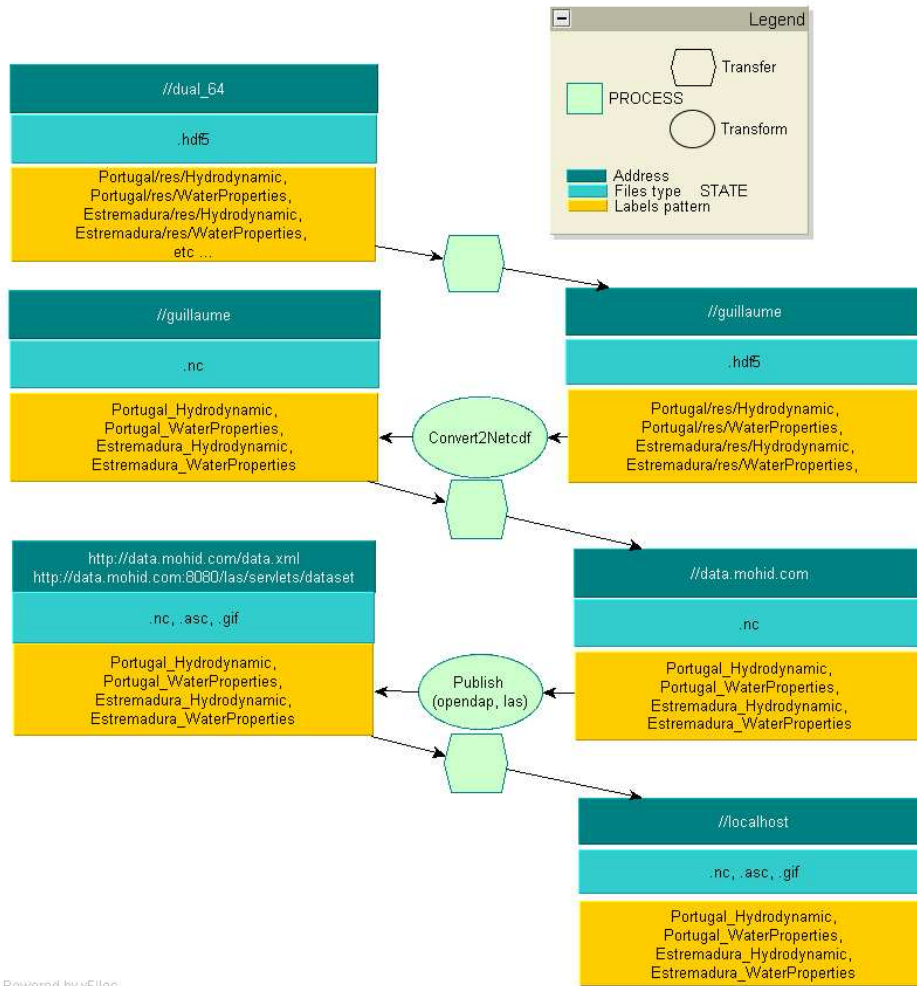 Legend
Transfer
PROCESS
Transform
Address
Files type STATE
Labels pattern
//dual_64
.hdf5
Portugal/res/Hydrodynamic,
Portugal/res/WaterProperties,
Estremadura/res/Hydrodynamic,
Estremadura/res/WaterProperties,
etc ...
//guillaume
.hdf5
Portugal/res/Hydrodynamic,
Portugal/res/WaterProperties,
Estremadura/res/Hydrodynamic,
Estremadura/res/WaterProperties,
Convert2Netcdf
//guillaume
.nc
Portugal_Hydrodynamic,
Portugal_WaterProperties,
Estremadura_Hydrodynamic,
Estremadura_WaterProperties
//data.mohid.com
.nc
Portugal_Hydrodynamic,
Portugal_WaterProperties,
Estremadura_Hydrodynamic,
Estremadura_WaterProperties
Publish
(opendap, las)
http://data.mohid.com/data.xml
http://data.mohid.com:8080/las/servlets/dataset
.nc, .asc, .gif
Portugal_Hydrodynamic,
Portugal_WaterProperties,
Estremadura_Hydrodynamic,
Estremadura_WaterProperties
//localhost
.nc, .asc, .gif
Portugal_Hydrodynamic,
Portugal_WaterProperties,
Estremadura_Hydrodynamic,
Estremadura_WaterProperties
Powered by yFiles